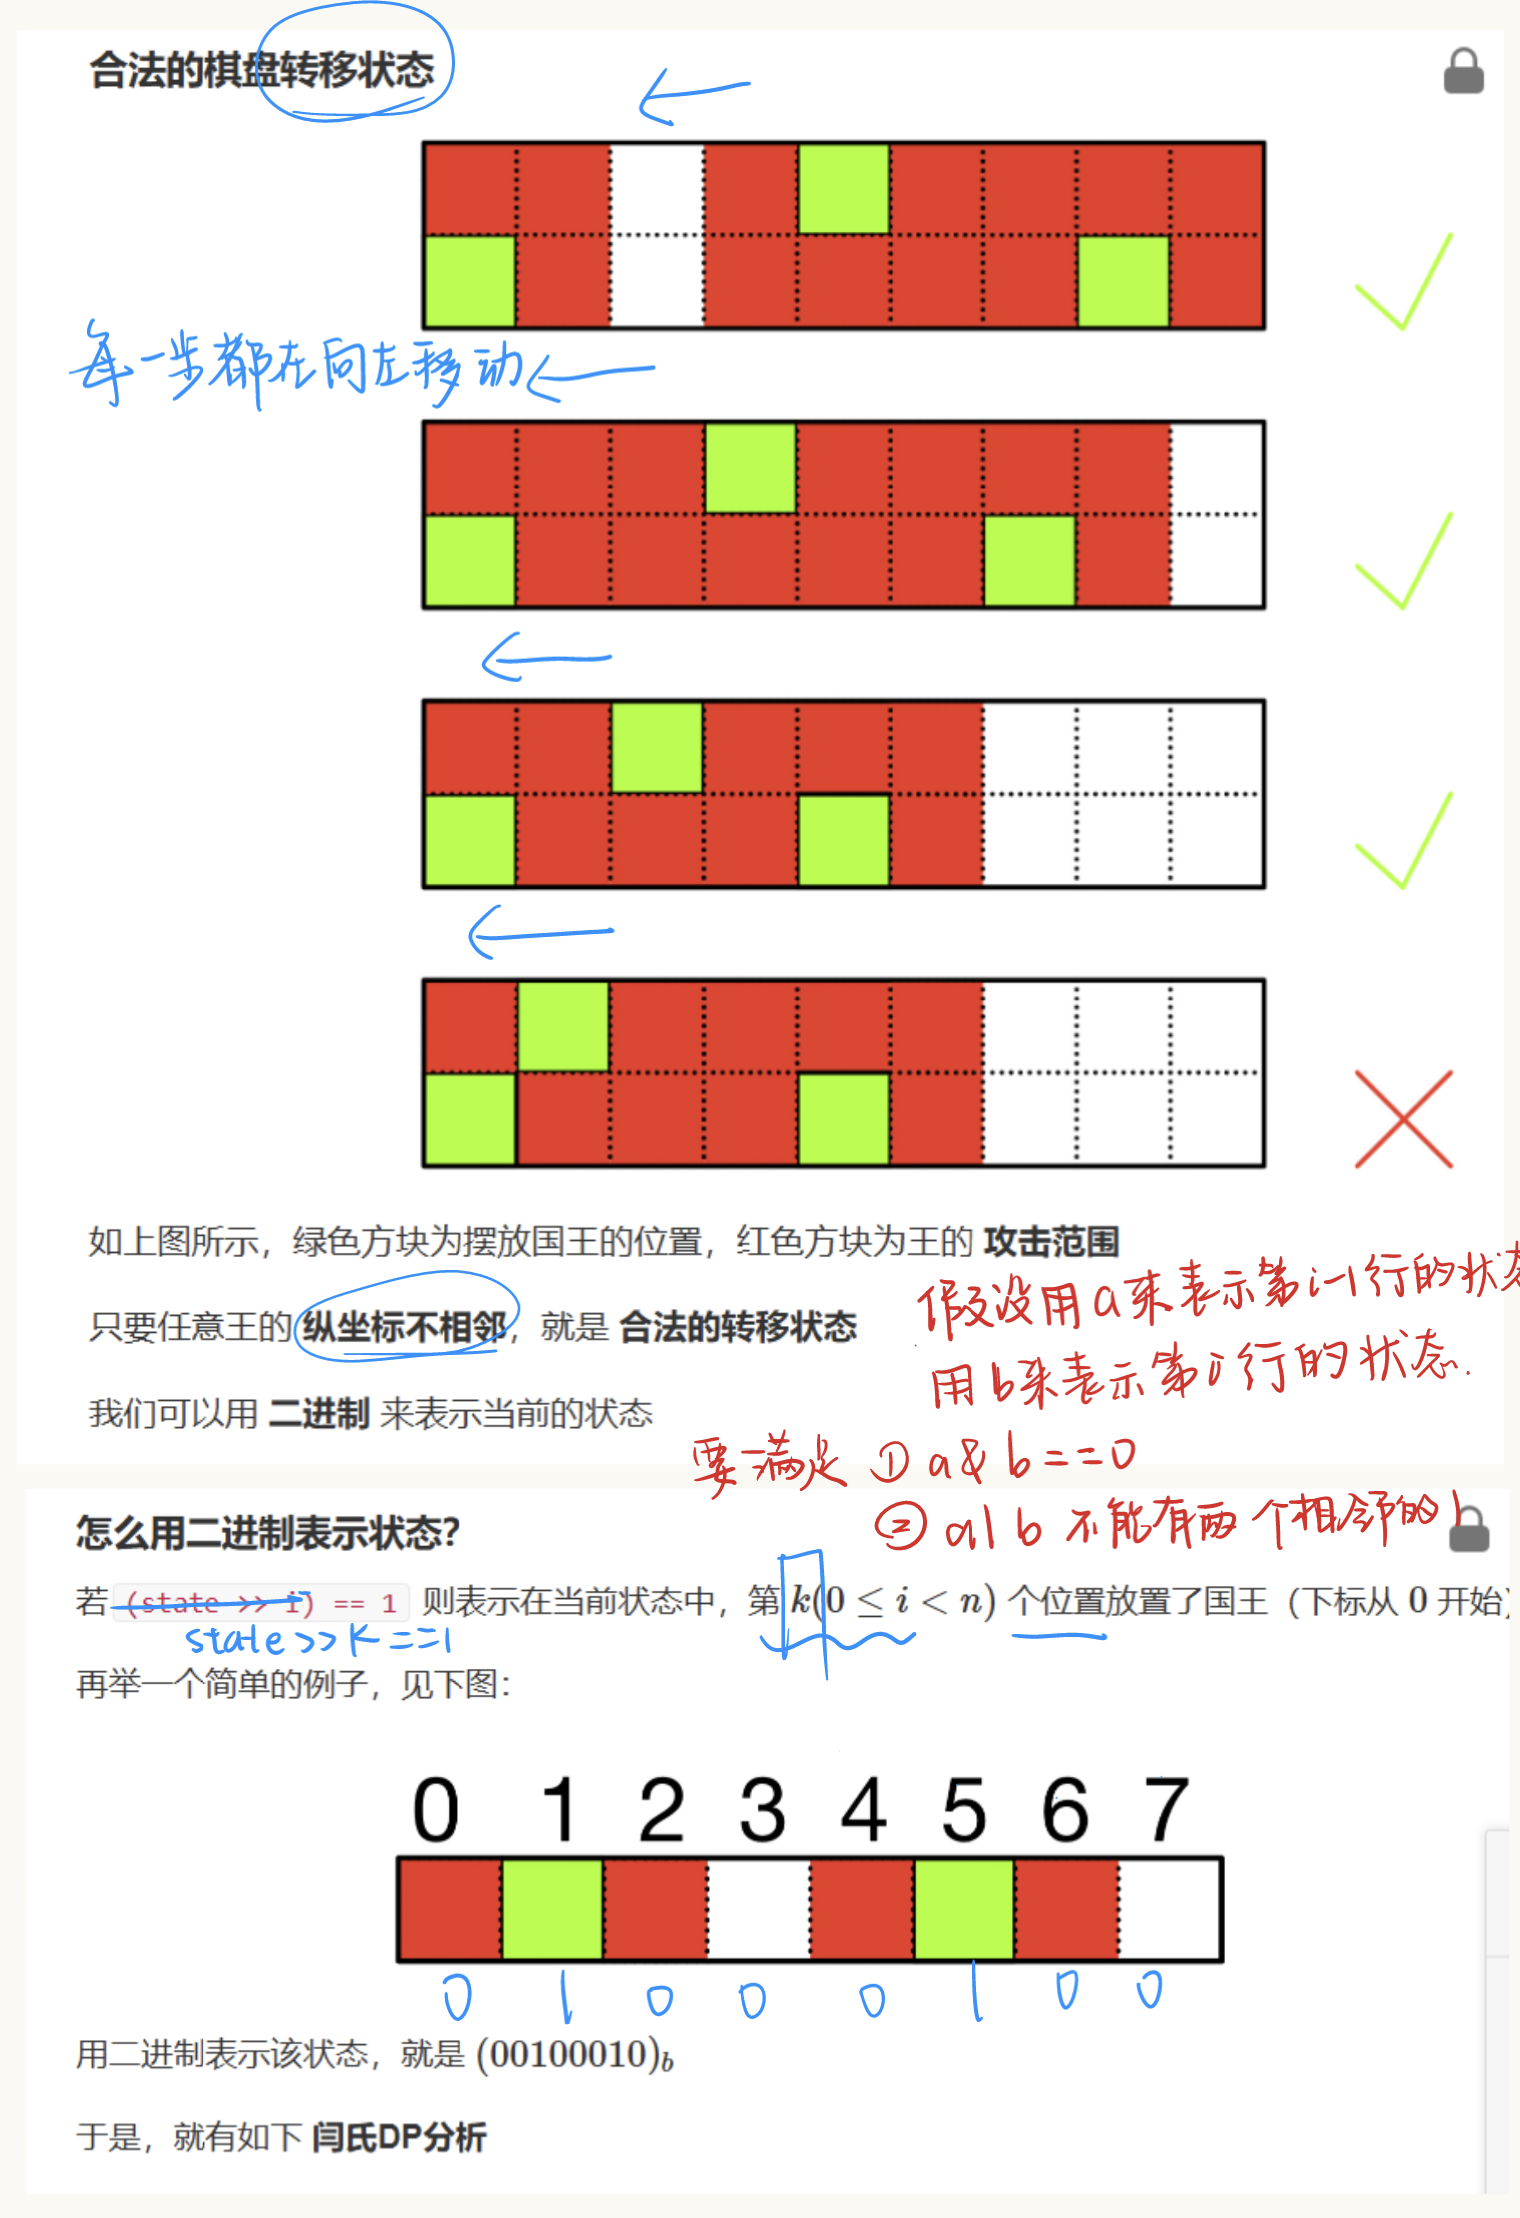 合法的棋盘转移状态
每一步都在向左移动
如上图所示，绿色方块为摆放国王的位置，红色方块为王的 攻击范围
只要任意王的 纵坐标不相邻，就是 合法的转移状态
假设用a来表示第i-1行的状态
用b来表示第i行的状态.
我们可以用 二进制 来表示当前的状态
要满足 ① a & b == 0
② a | b 不能有两个相邻的1
怎么用二进制表示状态?
若 (state >> i) == 1 则表示在当前状态中，第 k(0 ≤ i < n) 个位置放置了国王（下标从 0 开始）
state >> k == 1
再举一个简单的例子，见下图：
0 1 2 3 4 5 6 7
0 1 0 0 0 1 0 0
用二进制表示该状态，就是 (00100010)b
于是，就有如下 闫氏DP分析